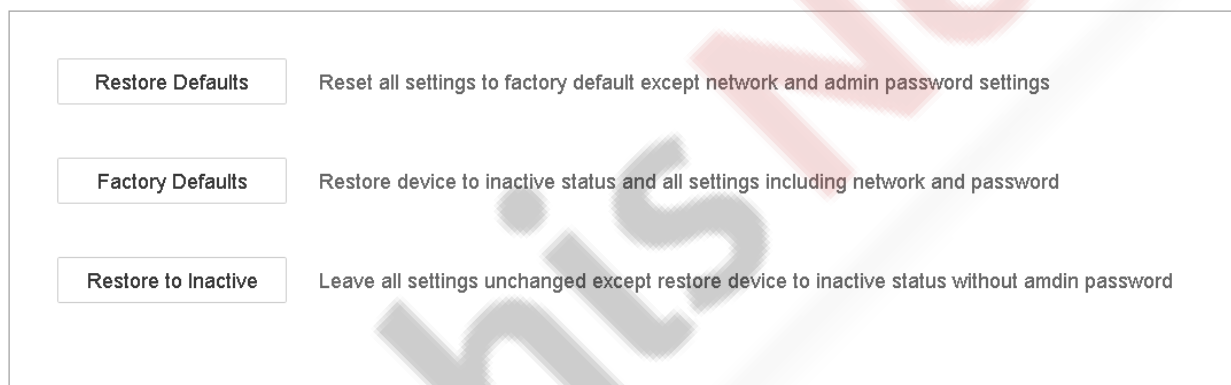 Restore Defaults Reset all settings to factory default except network and admin password settings
Factory Defaults Restore device to inactive status and all settings including network and password
Restore to Inactive Leave all settings unchanged except restore device to inactive status without amdin password
his